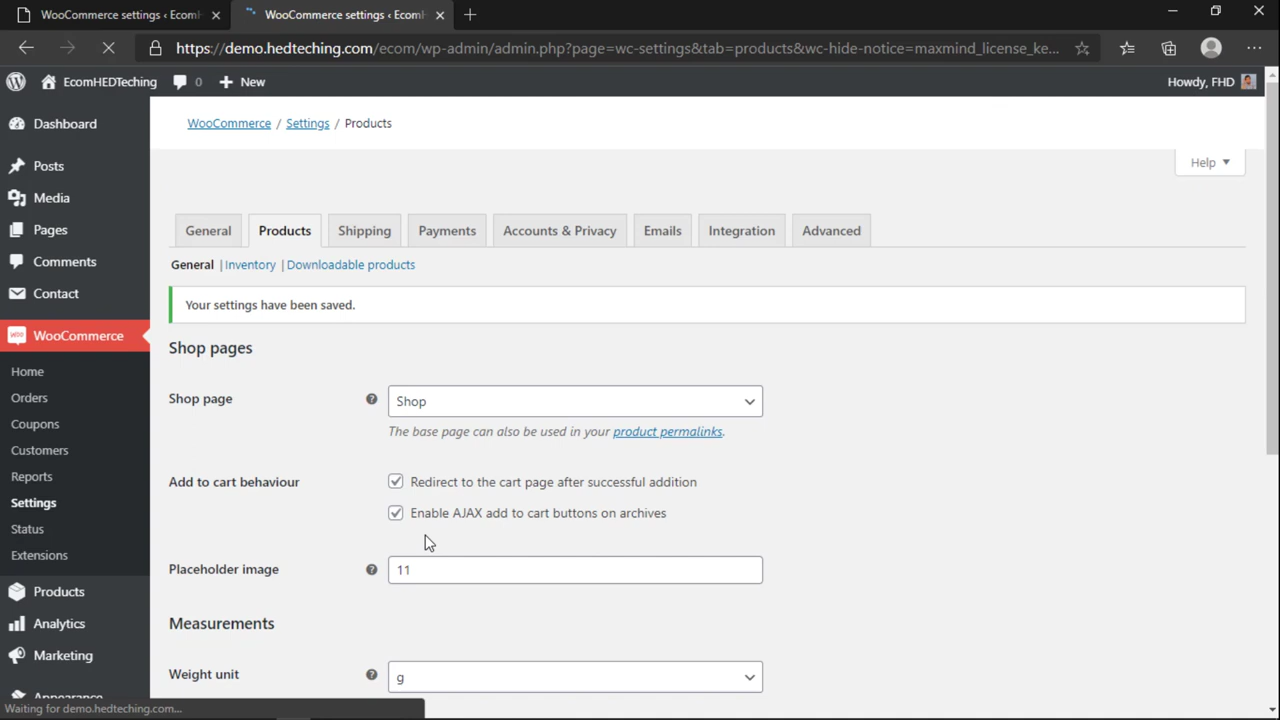 WooCommerce settings ‹ EcomH
WooCommerce settings ‹ EcomH
https://demo.hedteching.com/ecom/wp-admin/admin.php?page=wc-settings&tab=products&wc-hide-notice=maxmind_license_ke...
EcomHEDTeching
0
New
Howdy, FHD
Dashboard
Posts
Media
Pages
Comments
Contact
WooCommerce
Home
Orders
Coupons
Customers
Reports
Settings
Status
Extensions
Products
Analytics
Marketing
Appearance
WooCommerce / Settings / Products
Help
General
Products
Shipping
Payments
Accounts & Privacy
Emails
Integration
Advanced
General | Inventory | Downloadable products
Your settings have been saved.
Shop pages
Shop page
Shop
The base page can also be used in your product permalinks.
Add to cart behaviour
Redirect to the cart page after successful addition
Enable AJAX add to cart buttons on archives
Placeholder image
11
Measurements
Weight unit
g
Waiting for demo.hedteching.com...